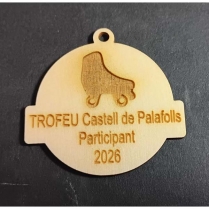 TROFEU Castell de Palafolls
Participant
2026